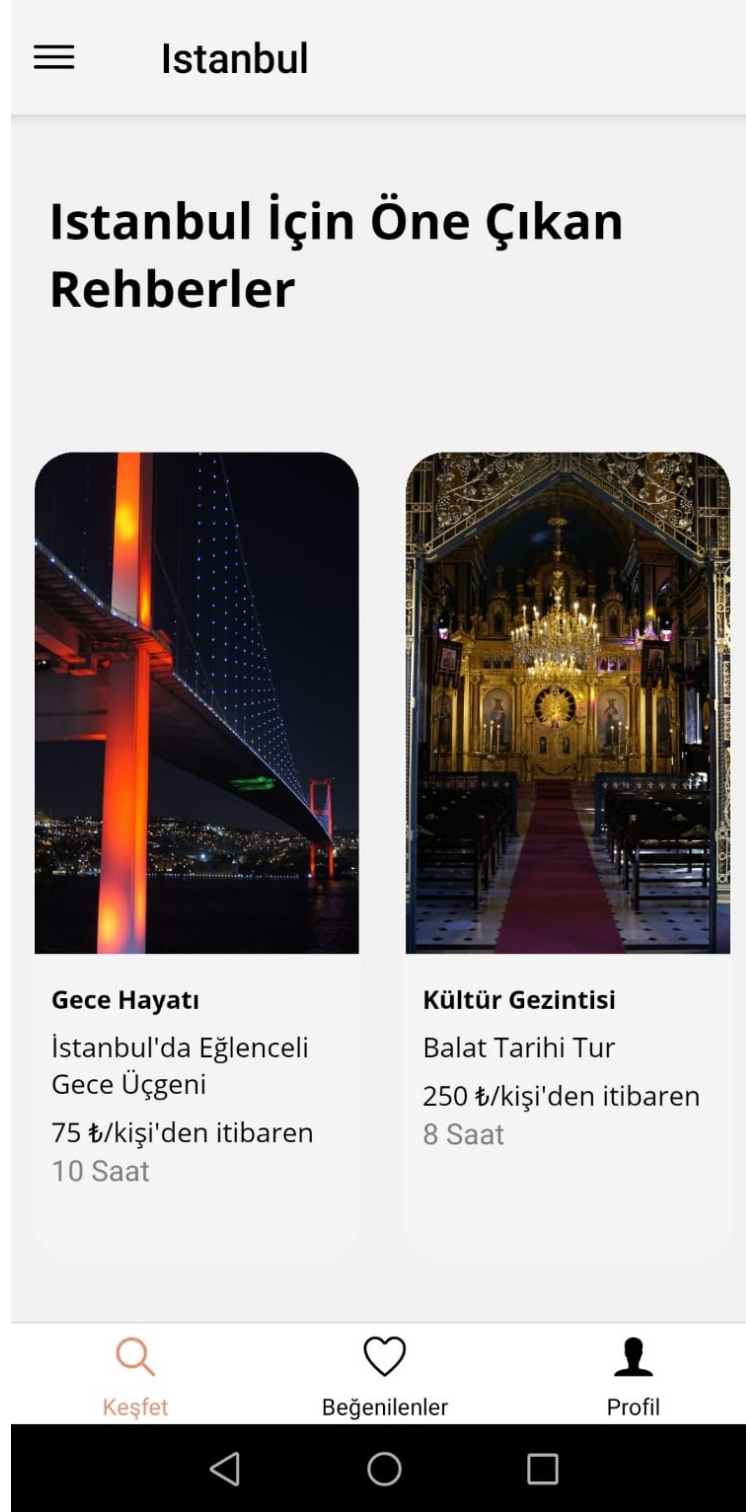 Istanbul
Istanbul İçin Öne Çıkan
Rehberler
Gece Hayatı
İstanbul'da Eğlenceli
Gece Üçgeni
75 ₺/kişi'den itibaren
10 Saat
Kültür Gezintisi
Balat Tarihi Tur
250 ₺/kişi'den itibaren
8 Saat
Keşfet
Beğenilenler
Profil